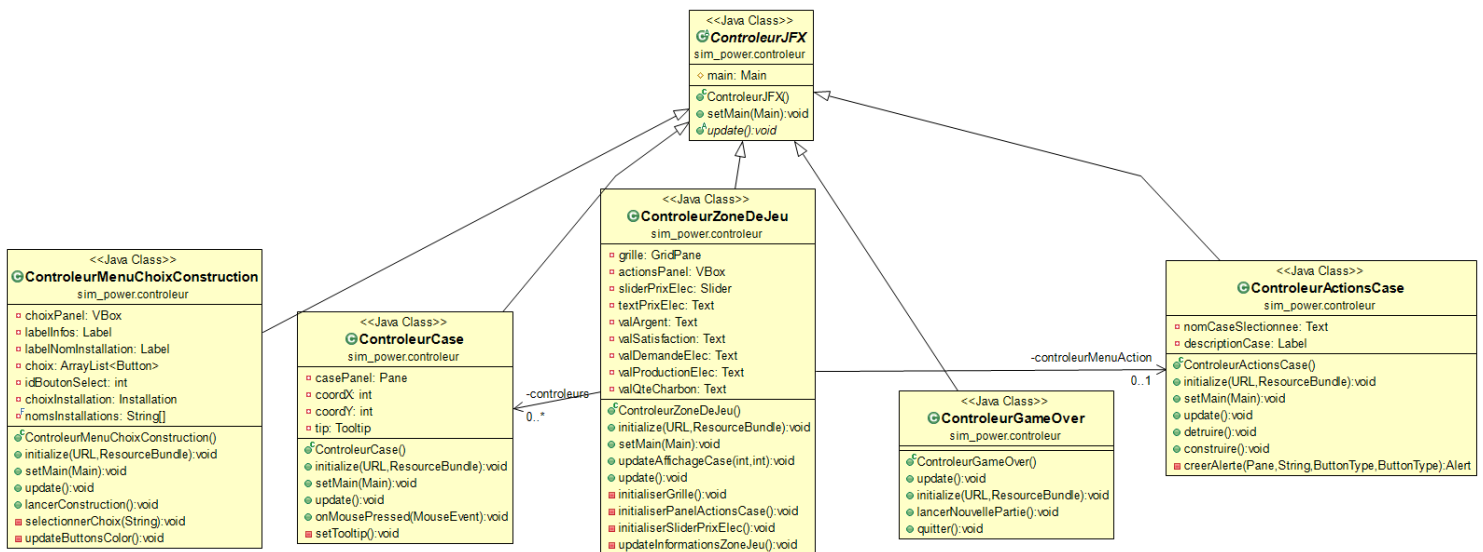 <<Java Class>>
ControleurJFX
sim_power.controleur
main: Main
ControleurJFX()
setMain(Main):void
update():void
<<Java Class>>
ControleurMenuChoixConstruction
sim_power.controleur
choixPanel: VBox
labelInfos: Label
labelNomInstallation: Label
choix: ArrayList<Button>
idBoutonSelect: int
choixInstallation: Installation
nomsInstallations: String[]
ControleurMenuChoixConstruction()
initialize(URL,ResourceBundle):void
setMain(Main):void
update():void
lancerConstruction():void
selectionnerChoix(String):void
updateButtonsColor():void
<<Java Class>>
ControleurCase
sim_power.controleur
casePanel: Pane
coordX: int
coordY: int
tip: Tooltip
ControleurCase()
initialize(URL,ResourceBundle):void
setMain(Main):void
update():void
onMousePressed(MouseEvent):void
setTooltip():void
-controleurs
0..*
<<Java Class>>
ControleurZoneDeJeu
sim_power.controleur
grille: GridPane
actionsPanel: VBox
sliderPrixElec: Slider
textPrixElec: Text
valArgent: Text
valSatisfaction: Text
valDemandeElec: Text
valProductionElec: Text
valQteCharbon: Text
ControleurZoneDeJeu()
initialize(URL,ResourceBundle):void
setMain(Main):void
updateAffichageCase(int,int):void
update():void
initialiserGrille():void
initialiserPanelActionsCase():void
initialiserSliderPrixElec():void
updateInformationsZoneJeu():void
-controleurMenuAction
0..1
<<Java Class>>
ControleurGameOver
sim_power.controleur
ControleurGameOver()
update():void
initialize(URL,ResourceBundle):void
lancerNouvellePartie():void
quitter():void
<<Java Class>>
ControleurActionsCase
sim_power.controleur
nomCaseSlectionnee: Text
descriptionCase: Label
ControleurActionsCase()
initialize(URL,ResourceBundle):void
setMain(Main):void
update():void
detruire():void
construire():void
creerAlerte(Pane,String,ButtonType,ButtonType):Alert